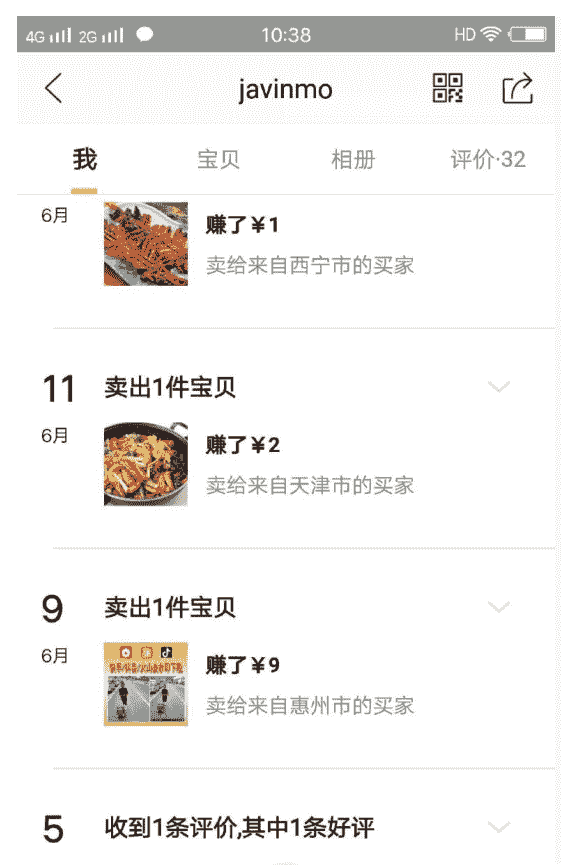 4G 2G 10:38 HD
javinmo
我 宝贝 相册 评价·32
6月
赚了¥1
卖给来自西宁市的买家
11 卖出1件宝贝
6月
赚了¥2
卖给来自天津市的买家
9 卖出1件宝贝
6月
赚了¥9
卖给来自惠州市的买家
5 收到1条评价,其中1条好评